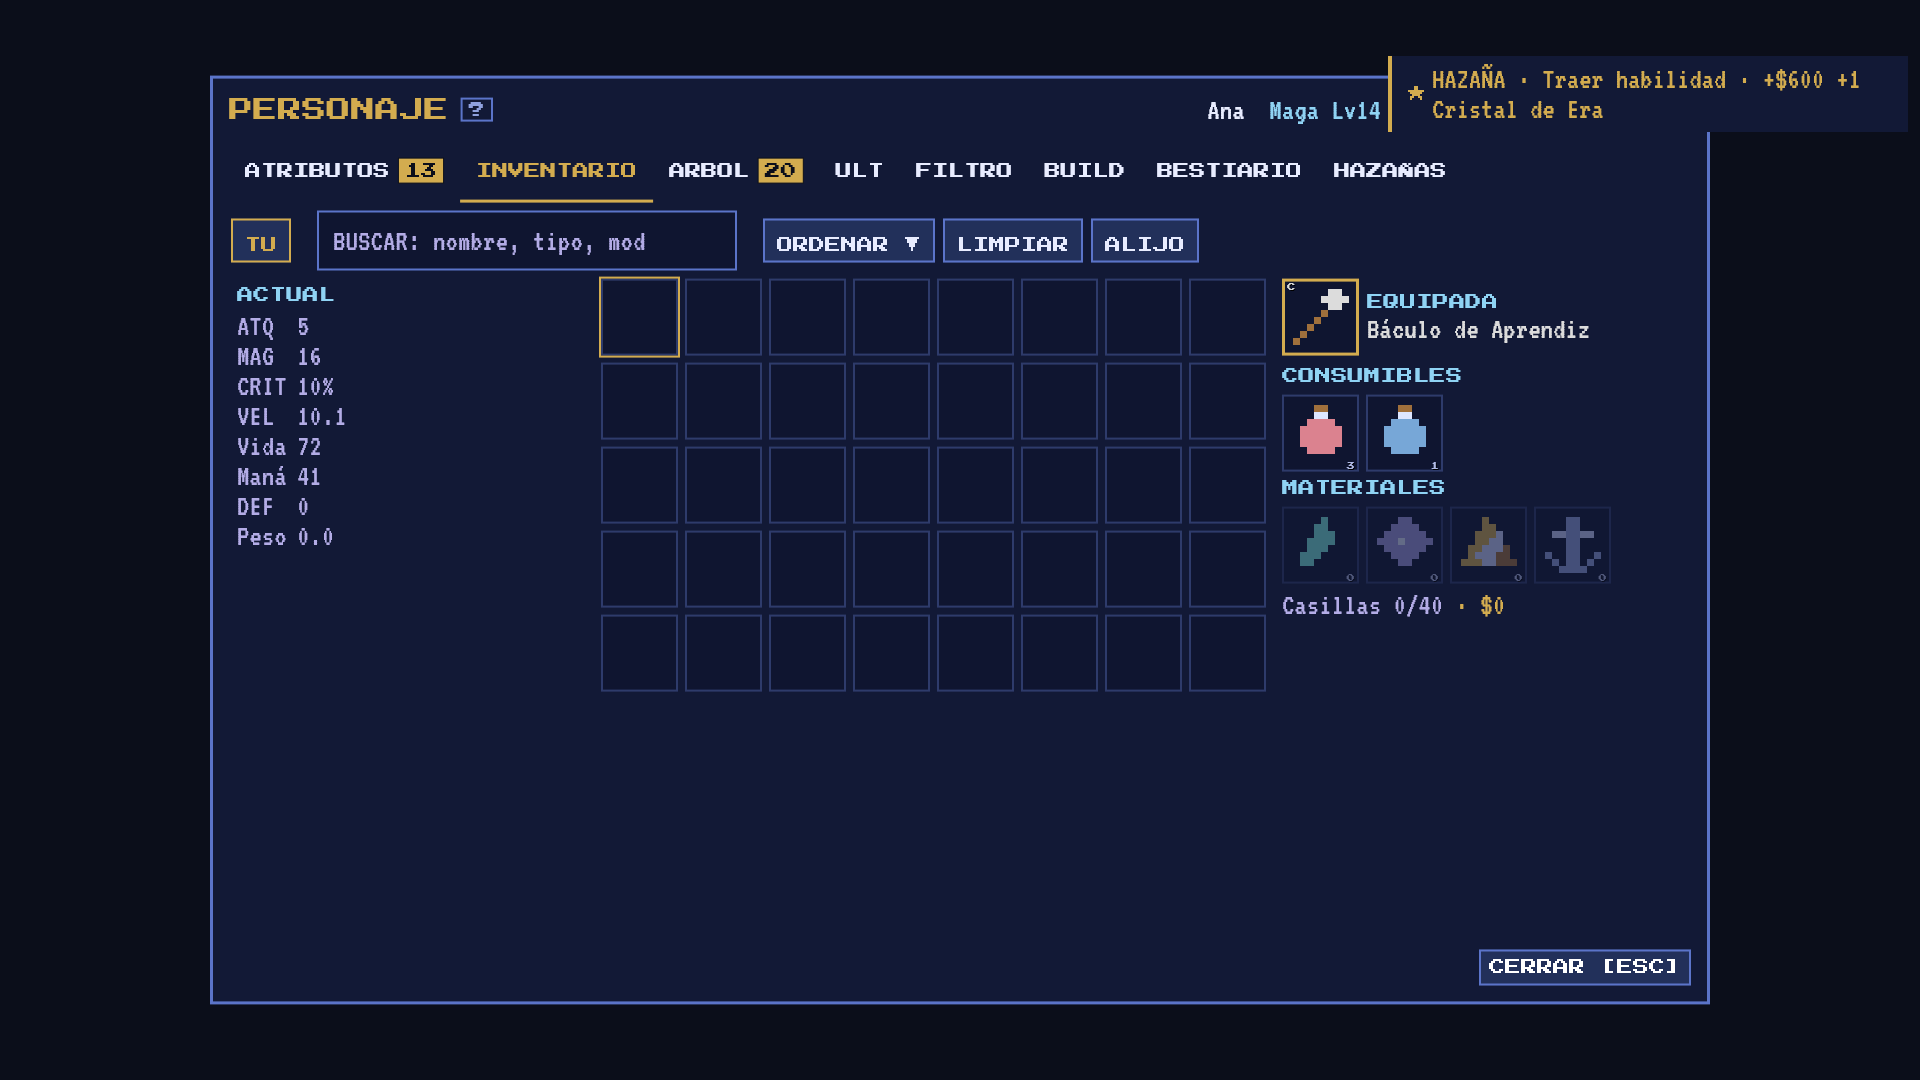 HAZAÑA · Traer habilidad · +$600 +1
Cristal de Era
PERSONAJE ?
Ana Maga Lv14
ATRIBUTOS 13 INVENTARIO ARBOL 20 ULT FILTRO BUILD BESTIARIO HAZAÑAS
TU BUSCAR: nombre, tipo, mod ORDENAR ▼ LIMPIAR ALIJO
ACTUAL
ATQ 5
MAG 16
CRIT 10%
VEL 10.1
Vida 72
Maná 41
DEF 0
Peso 0.0
C
EQUIPADA
Báculo de Aprendiz
CONSUMIBLES
3 1
MATERIALES
0 0 0 0
Casillas 0/40 · $0
CERRAR [ESC]